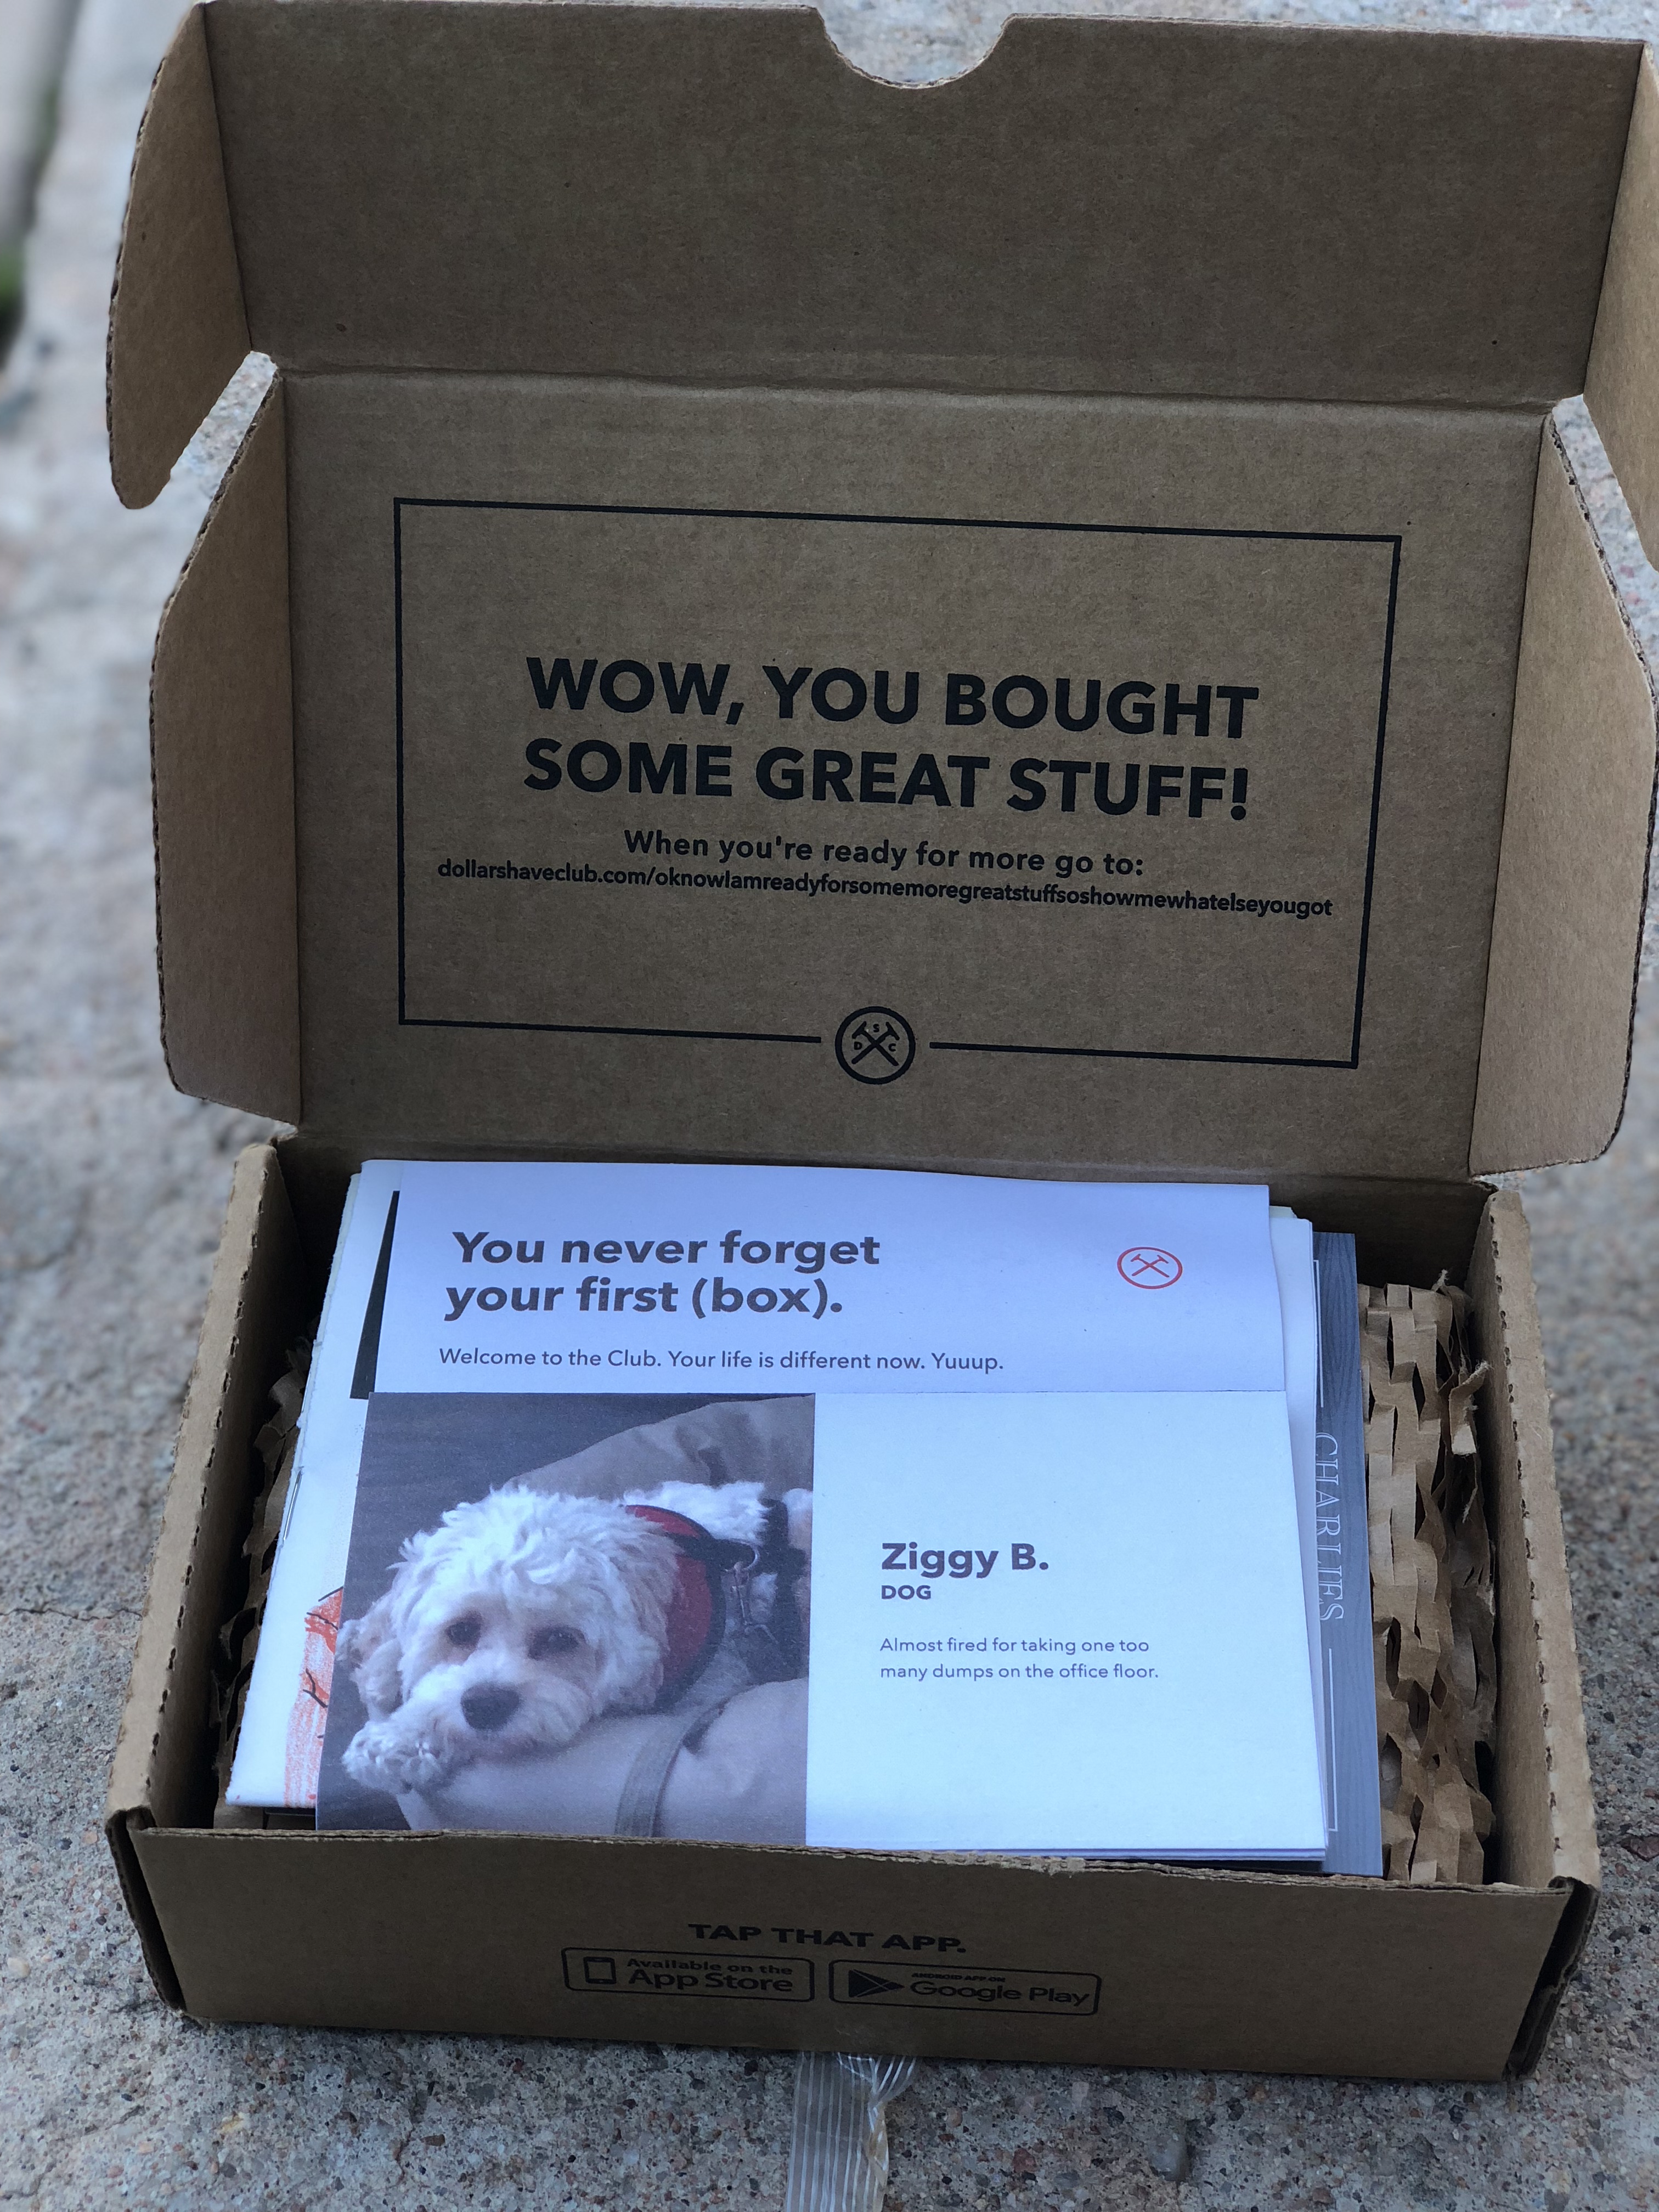 WOW, YOU BOUGHT
SOME GREAT STUFF!
When you're ready for more go to:
dollarshaveclub.com/oknowIamreadyforsomemoregreatstuffsoshowmewhatelseyougot
D S C
You never forget
your first (box).
Welcome to the Club. Your life is different now. Yuuup.
Ziggy B.
DOG
Almost fired for taking one too
many dumps on the office floor.
CHARLIE'S
TAP THAT APP.
Available on the
App Store
ANDROID APP ON
Google Play